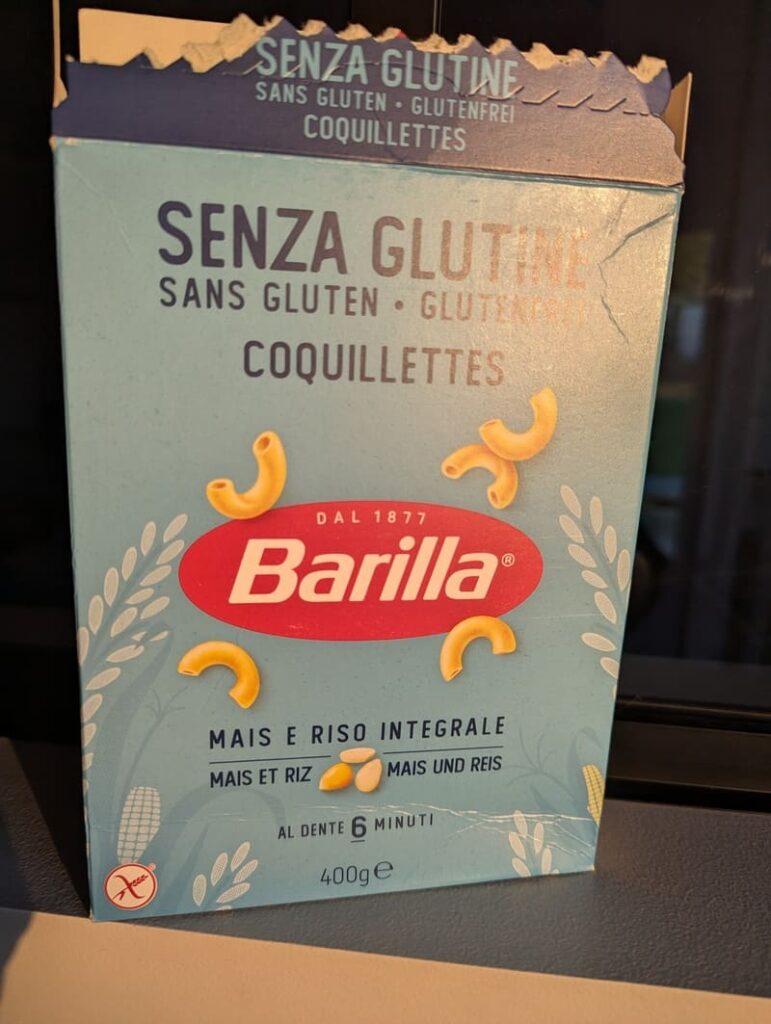 SENZA GLUTINE
SANS GLUTEN • GLUTENFREI
COQUILLETTES
SENZA GLUTINE
SANS GLUTEN • GLUTENFREI
COQUILLETTES
DAL 1877
Barilla®
MAIS E RISO INTEGRALE
MAIS ET RIZ MAIS UND REIS
AL DENTE 6 MINUTI
400g℮